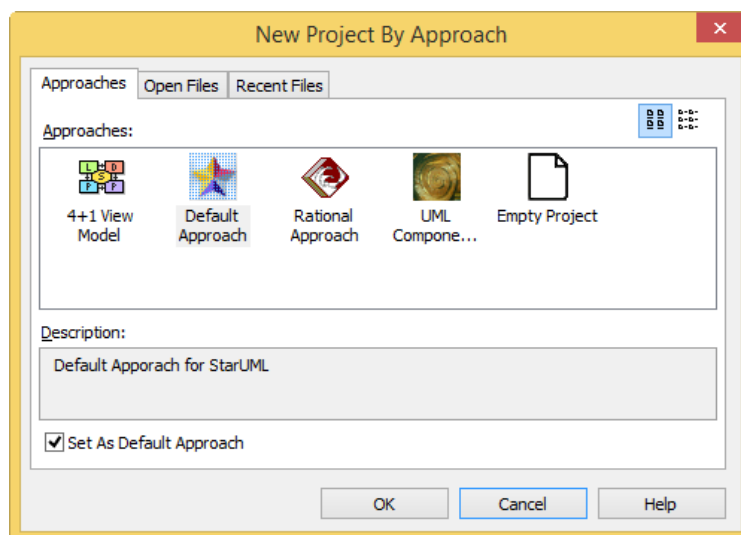 New Project By Approach
Approaches
Open Files
Recent Files
Approaches:
4+1 View
Model
Default
Approach
Rational
Approach
UML
Compone...
Empty Project
Description:
Default Apporach for StarUML
Set As Default Approach
OK
Cancel
Help